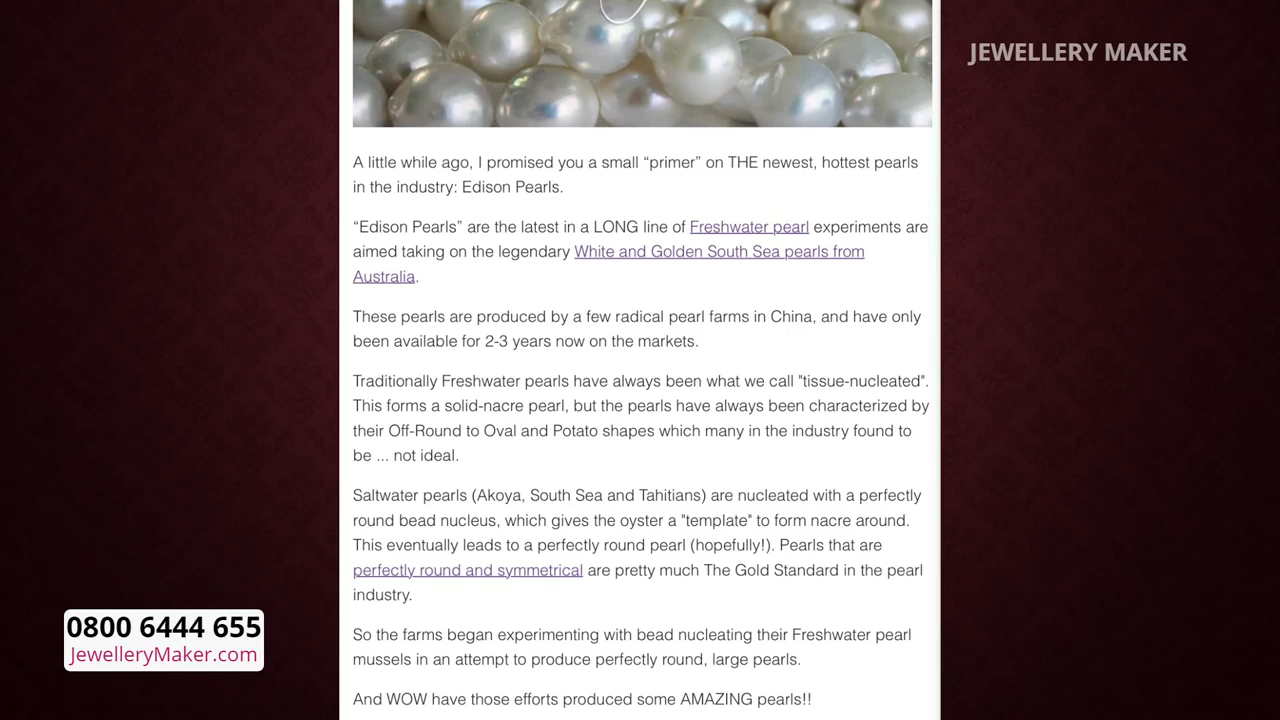 JEWELLERY MAKER
A little while ago, I promised you a small “primer” on THE newest, hottest pearls
in the industry: Edison Pearls.
“Edison Pearls” are the latest in a LONG line of Freshwater pearl experiments are
aimed taking on the legendary White and Golden South Sea pearls from
Australia.
These pearls are produced by a few radical pearl farms in China, and have only
been available for 2-3 years now on the markets.
Traditionally Freshwater pearls have always been what we call "tissue-nucleated".
This forms a solid-nacre pearl, but the pearls have always been characterized by
their Off-Round to Oval and Potato shapes which many in the industry found to
be ... not ideal.
Saltwater pearls (Akoya, South Sea and Tahitians) are nucleated with a perfectly
round bead nucleus, which gives the oyster a "template" to form nacre around.
This eventually leads to a perfectly round pearl (hopefully!). Pearls that are
perfectly round and symmetrical are pretty much The Gold Standard in the pearl
industry.
So the farms began experimenting with bead nucleating their Freshwater pearl
mussels in an attempt to produce perfectly round, large pearls.
And WOW have those efforts produced some AMAZING pearls!!
0800 6444 655
JewelleryMaker.com